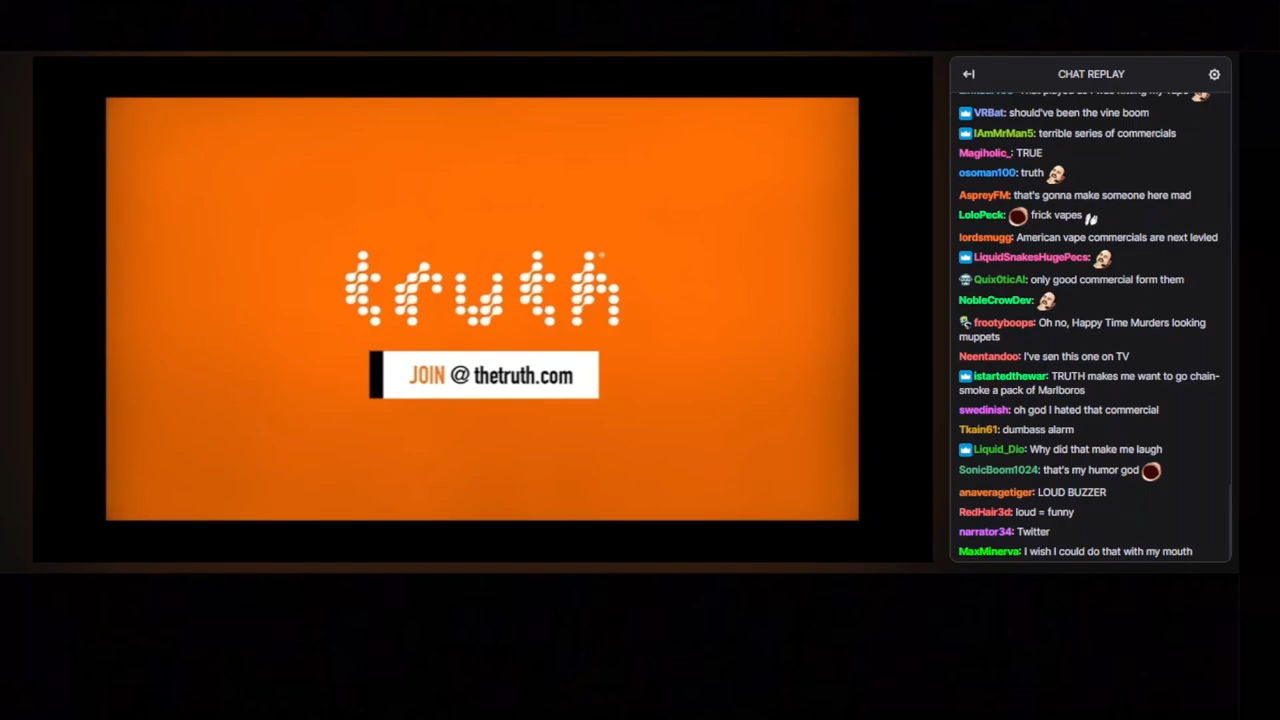 truth
JOIN @ thetruth.com
CHAT REPLAY
VRBat: should've been the vine boom
IAmMrMan5: terrible series of commercials
Magiholic_: TRUE
osoman100: truth
AspreyFM: that's gonna make someone here mad
LoloPeck: frick vapes
lordsmugg: American vape commercials are next levled
LiquidSnakesHugePecs:
Quix0ticAI: only good commercial form them
NobleCrowDev:
frootyboops: Oh no, Happy Time Murders looking
muppets
Neentandoo: I've sen this one on TV
istartedthewar: TRUTH makes me want to go chain-
smoke a pack of Marlboros
swedinish: oh god I hated that commercial
Tkain61: dumbass alarm
Liquid_Dio: Why did that make me laugh
SonicBoom1024: that's my humor god
anaveragetiger: LOUD BUZZER
RedHair3d: loud = funny
narrator34: Twitter
MaxMinerva: I wish I could do that with my mouth